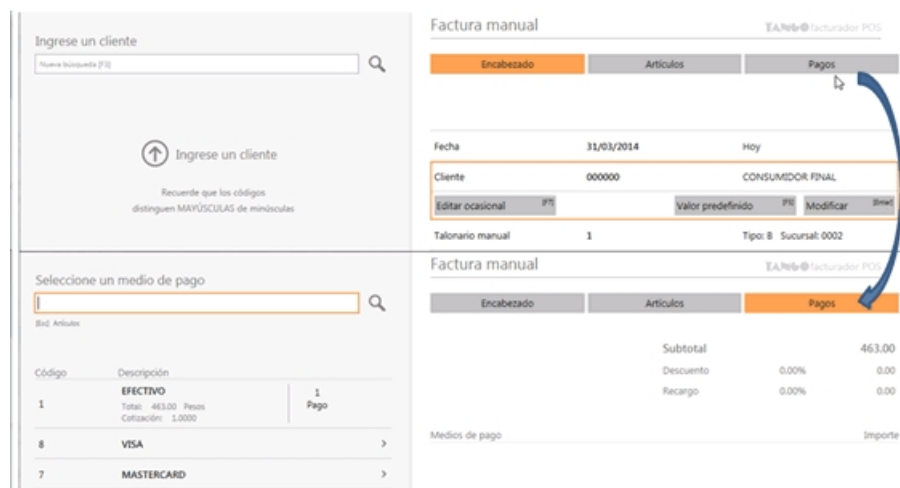 Ingrese un cliente
Nueva búsqueda [F3]
Ingrese un cliente
Recuerde que los códigos
distinguen MAYÚSCULAS de minúsculas
Factura manual
TANGO facturador POS
Encabezado Artículos Pagos
Fecha 31/03/2014 Hoy
Cliente 000000 CONSUMIDOR FINAL
Editar ocasional [F7] Valor predefinido [F5] Modificar [Enter]
Talonario manual 1 Tipo: B Sucursal: 0002
Seleccione un medio de pago
[Esc] Artículos
Código Descripción
1 EFECTIVO 1
Total: 463.00 Pesos Pago
Cotización: 1.0000
8 VISA
7 MASTERCARD
Factura manual
TANGO facturador POS
Encabezado Artículos Pagos
Subtotal 463.00
Descuento 0.00% 0.00
Recargo 0.00% 0.00
Medios de pago Importe